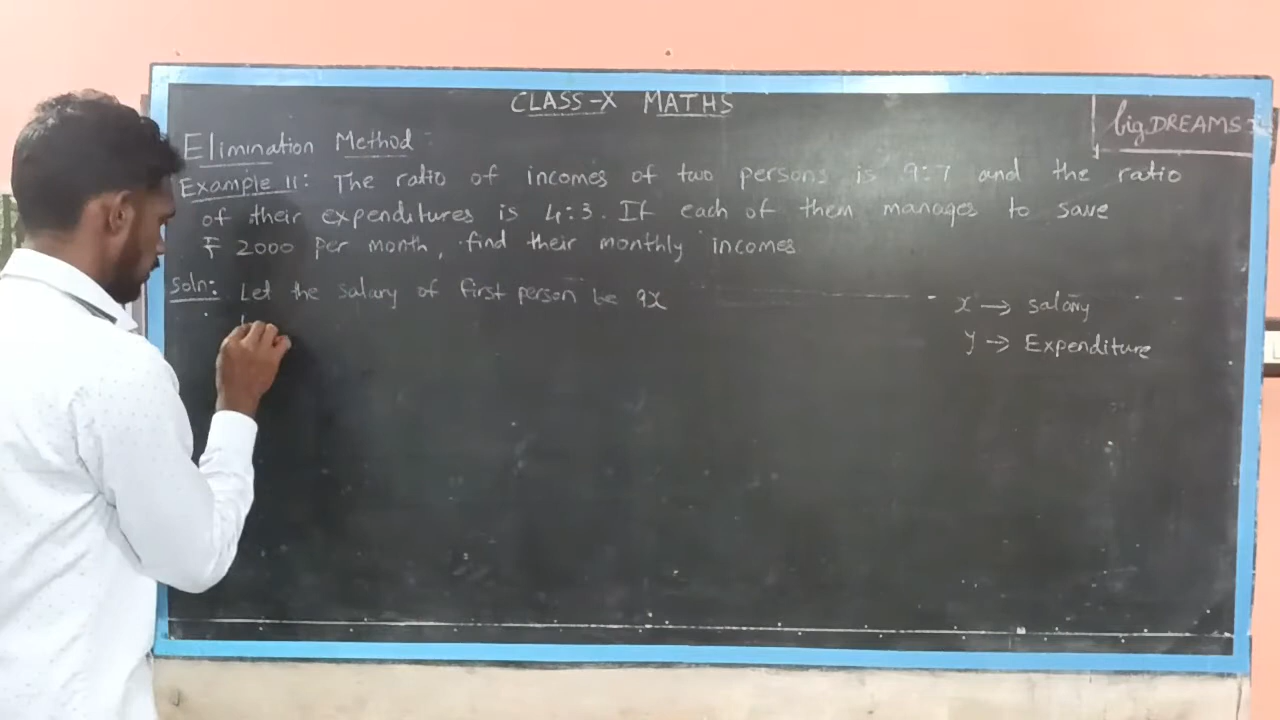 CLASS-X MATHS
big DREAMS
Elimination Method :
Example 11: The ratio of incomes of two persons is 9:7 and the ratio
of their expenditures is 4:3. If each of them manages to save
₹ 2000 per month, find their monthly incomes
Soln: Let the salary of first person be 9x
x → salary
y → Expenditure